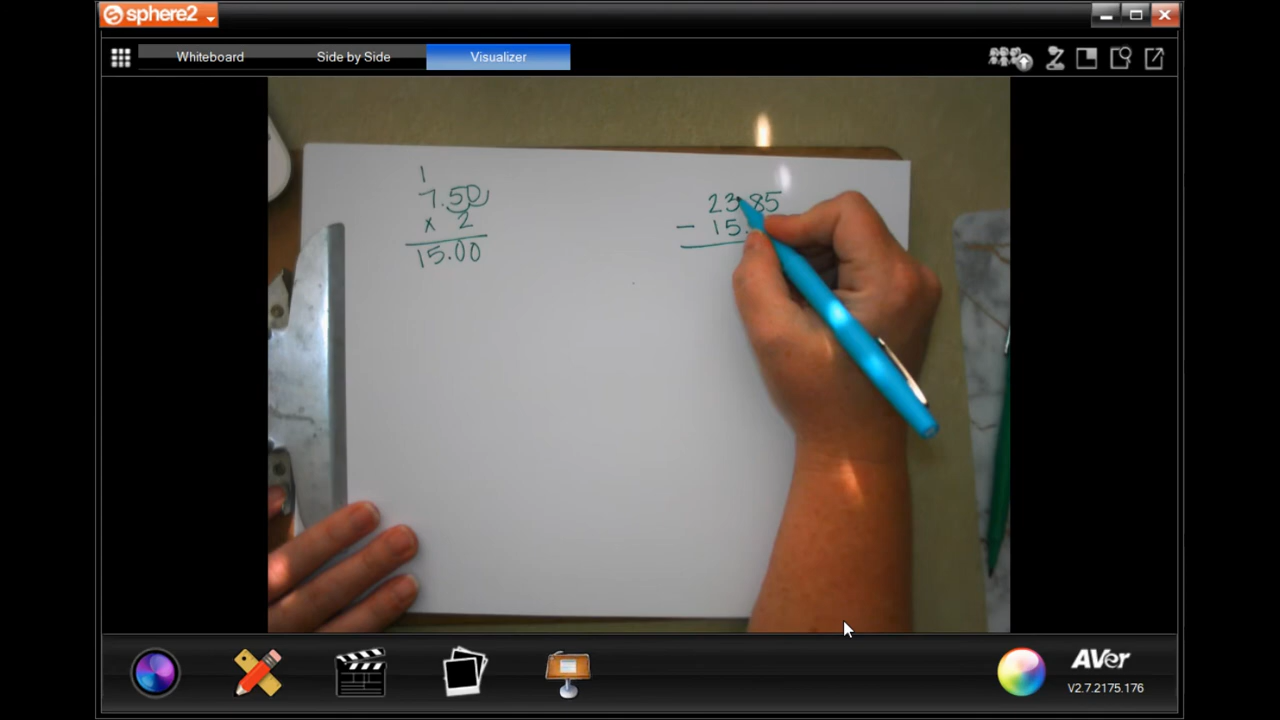 sphere2
Whiteboard Side by Side Visualizer
1
7.50
x 2
15.00
23.85
- 15.
AVer
V2.7.2175.176